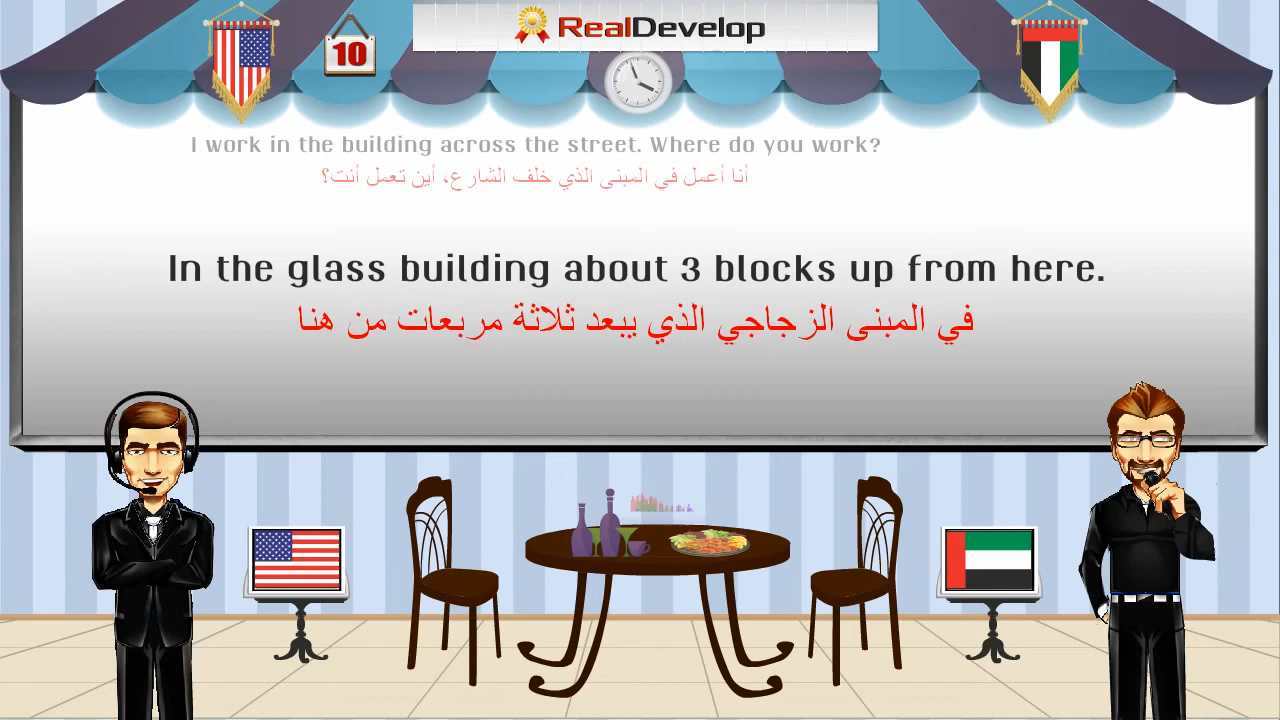 RealDevelop
10
I work in the building across the street. Where do you work?
أنا أعمل في المبنى الذي خلف الشارع، أين تعمل أنت؟
In the glass building about 3 blocks up from here.
في المبنى الزجاجي الذي يبعد ثلاثة مربعات من هنا